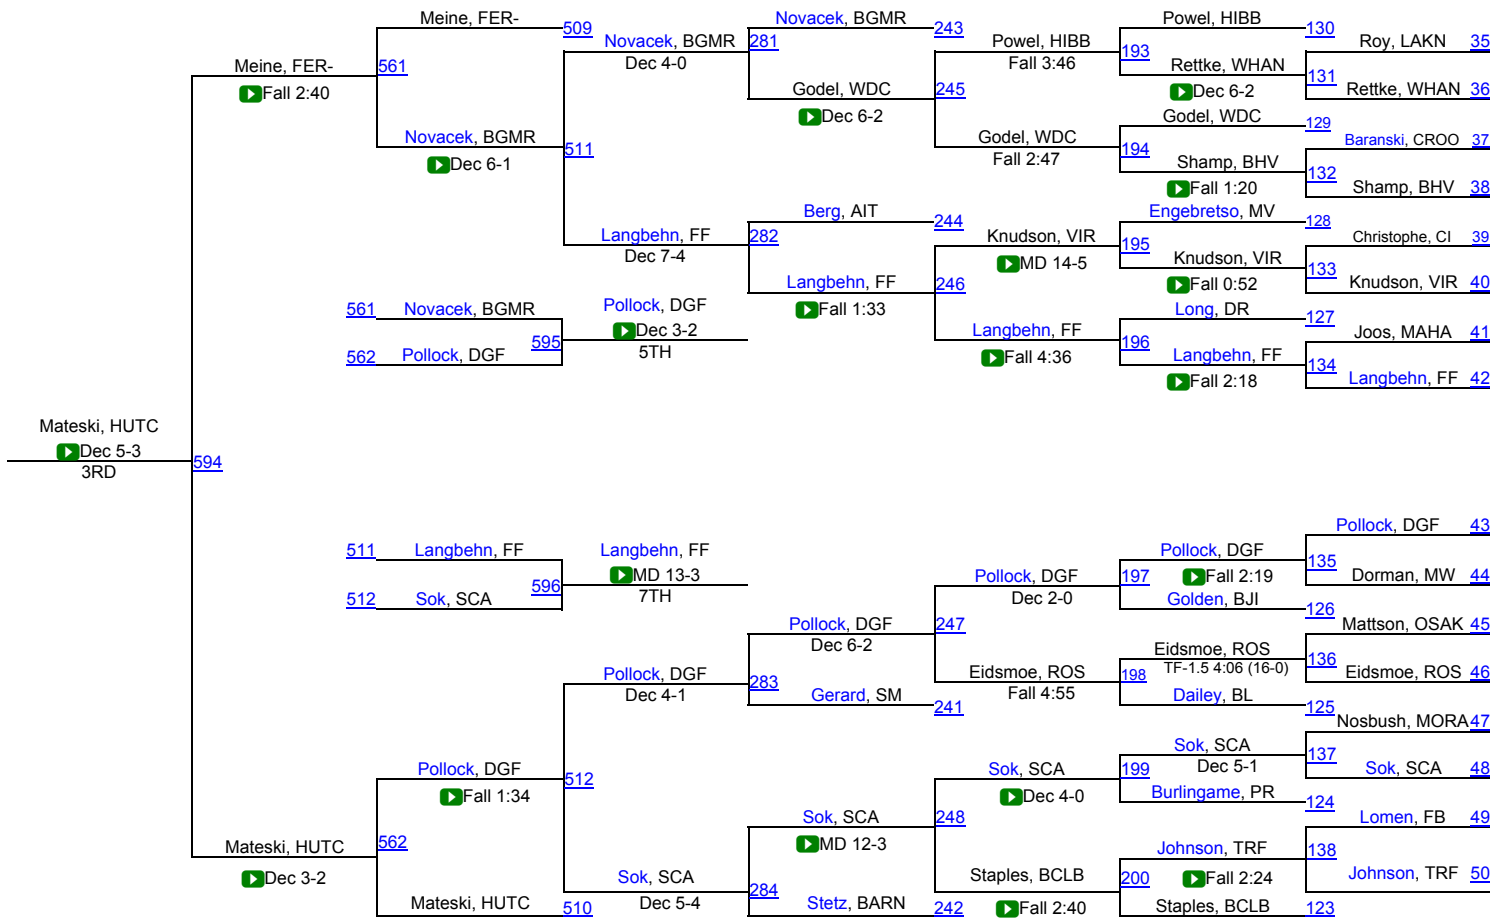 Meine, FER-
509
Novacek, BGMR
243
Powel, HIBB
130
Novacek, BGMR
281
Powel, HIBB
193
Roy, LAKN
35
Dec 4-0
Fall 3:46
Meine, FER-
561
Rettke, WHAN
131
Fall 2:40
Godel, WDC
245
Dec 6-2
Rettke, WHAN
36
Dec 6-2
Godel, WDC
129
Novacek, BGMR
511
Godel, WDC
194
Baranski, CROO
37
Dec 6-1
Fall 2:47
Shamp, BHV
132
Fall 1:20
Shamp, BHV
38
Berg, AIT
244
Engebretso, MV
128
Langbehn, FF
282
Knudson, VIR
195
Christophe, CI
39
Dec 7-4
MD 14-5
Knudson, VIR
133
Langbehn, FF
246
Fall 0:52
Knudson, VIR
40
561
Novacek, BGMR
Pollock, DGF
Fall 1:33
Long, DR
127
595
Dec 3-2
Langbehn, FF
196
Joos, MAHA
41
562
Pollock, DGF
5TH
Fall 4:36
Langbehn, FF
134
Fall 2:18
Langbehn, FF
42
Mateski, HUTC
Dec 5-3
594
3RD
Pollock, DGF
43
511
Langbehn, FF
Langbehn, FF
Pollock, DGF
135
596
MD 13-3
Pollock, DGF
197
Fall 2:19
Dorman, MW
44
512
Sok, SCA
7TH
Dec 2-0
Golden, BJI
126
Pollock, DGF
247
Mattson, OSAK
45
Dec 6-2
Eidsmoe, ROS
136
Pollock, DGF
283
Eidsmoe, ROS
198
TF-1.5 4:06 (16-0)
Eidsmoe, ROS
46
Dec 4-1
Gerard, SM
241
Fall 4:55
Dailey, BL
125
Nosbush, MORA
47
Pollock, DGF
512
Sok, SCA
199
Sok, SCA
137
Dec 5-1
Sok, SCA
48
Fall 1:34
Dec 4-0
Burlingame, PR
124
Sok, SCA
248
Lomen, FB
49
Mateski, HUTC
562
MD 12-3
Johnson, TRF
138
Dec 3-2
Sok, SCA
284
Staples, BCLB
200
Fall 2:24
Johnson, TRF
50
Mateski, HUTC
510
Dec 5-4
Stetz, BARN
242
Fall 2:40
Staples, BCLB
123